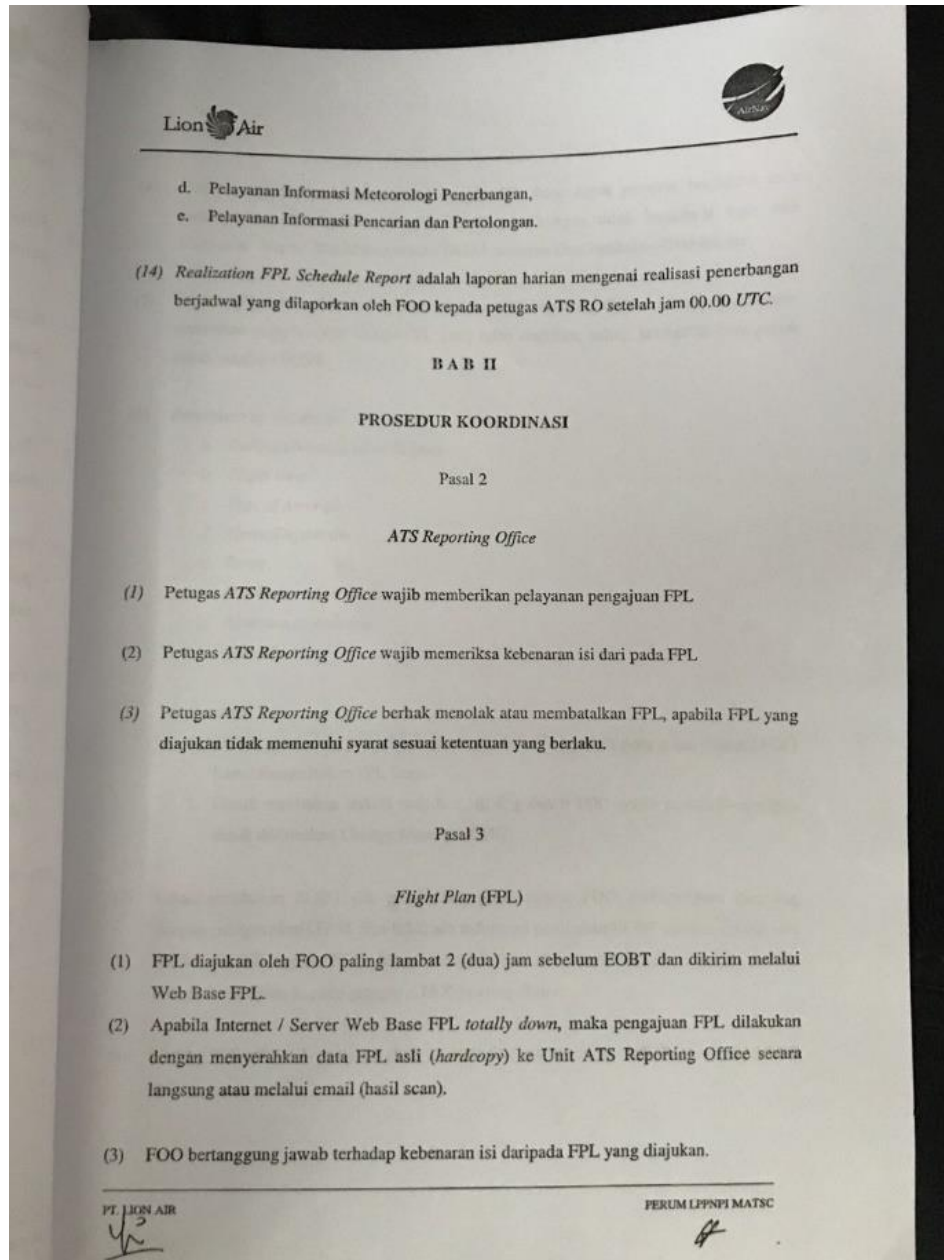 Lion Air
AirNav
d. Pelayanan Informasi Meteorologi Penerbangan,
e. Pelayanan Informasi Pencarian dan Pertolongan.
(14) Realization FPL Schedule Report adalah laporan harian mengenai realisasi penerbangan
berjadwal yang dilaporkan oleh FOO kepada petugas ATS RO setelah jam 00.00 UTC.
BAB II
PROSEDUR KOORDINASI
Pasal 2
ATS Reporting Office
(1) Petugas ATS Reporting Office wajib memberikan pelayanan pengajuan FPL
(2) Petugas ATS Reporting Office wajib memeriksa kebenaran isi dari pada FPL
(3) Petugas ATS Reporting Office berhak menolak atau membatalkan FPL, apabila FPL yang
diajukan tidak memenuhi syarat sesuai ketentuan yang berlaku.
Pasal 3
Flight Plan (FPL)
(1) FPL diajukan oleh FOO paling lambat 2 (dua) jam sebelum EOBT dan dikirim melalui
Web Base FPL.
(2) Apabila Internet / Server Web Base FPL totally down, maka pengajuan FPL dilakukan
dengan menyerahkan data FPL asli (hardcopy) ke Unit ATS Reporting Office secara
langsung atau melalui email (hasil scan).
(3) FOO bertanggung jawab terhadap kebenaran isi daripada FPL yang diajukan.
PT. LION AIR
PERUM LPPNPI MATSC